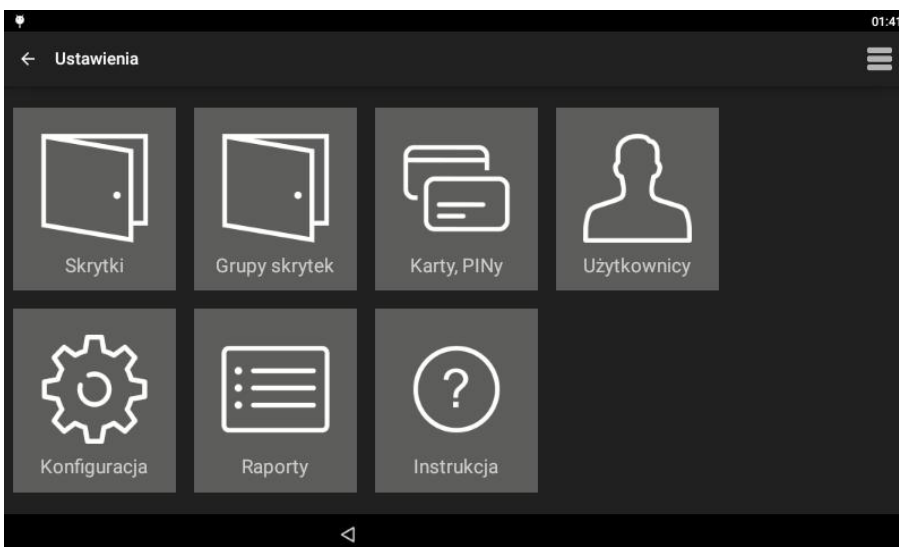 01:41
Ustawienia
Skrytki
Grupy skrytek
Karty, PINy
Użytkownicy
Konfiguracja
Raporty
?
Instrukcja